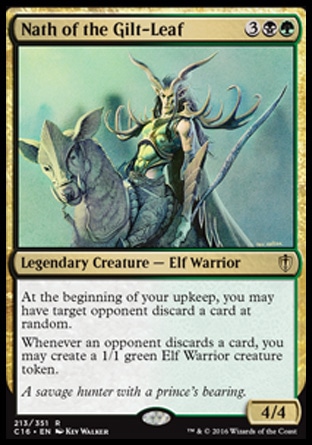 Nath of the Gilt-Leaf 3
Legendary Creature — Elf Warrior
At the beginning of your upkeep, you may
have target opponent discard a card at
random.
Whenever an opponent discards a card, you
may create a 1/1 green Elf Warrior creature
token.
A savage hunter with a prince's bearing.
4/4
213/351 R
C16 • EN Kev Walker
™ & © 2016 Wizards of the Coast